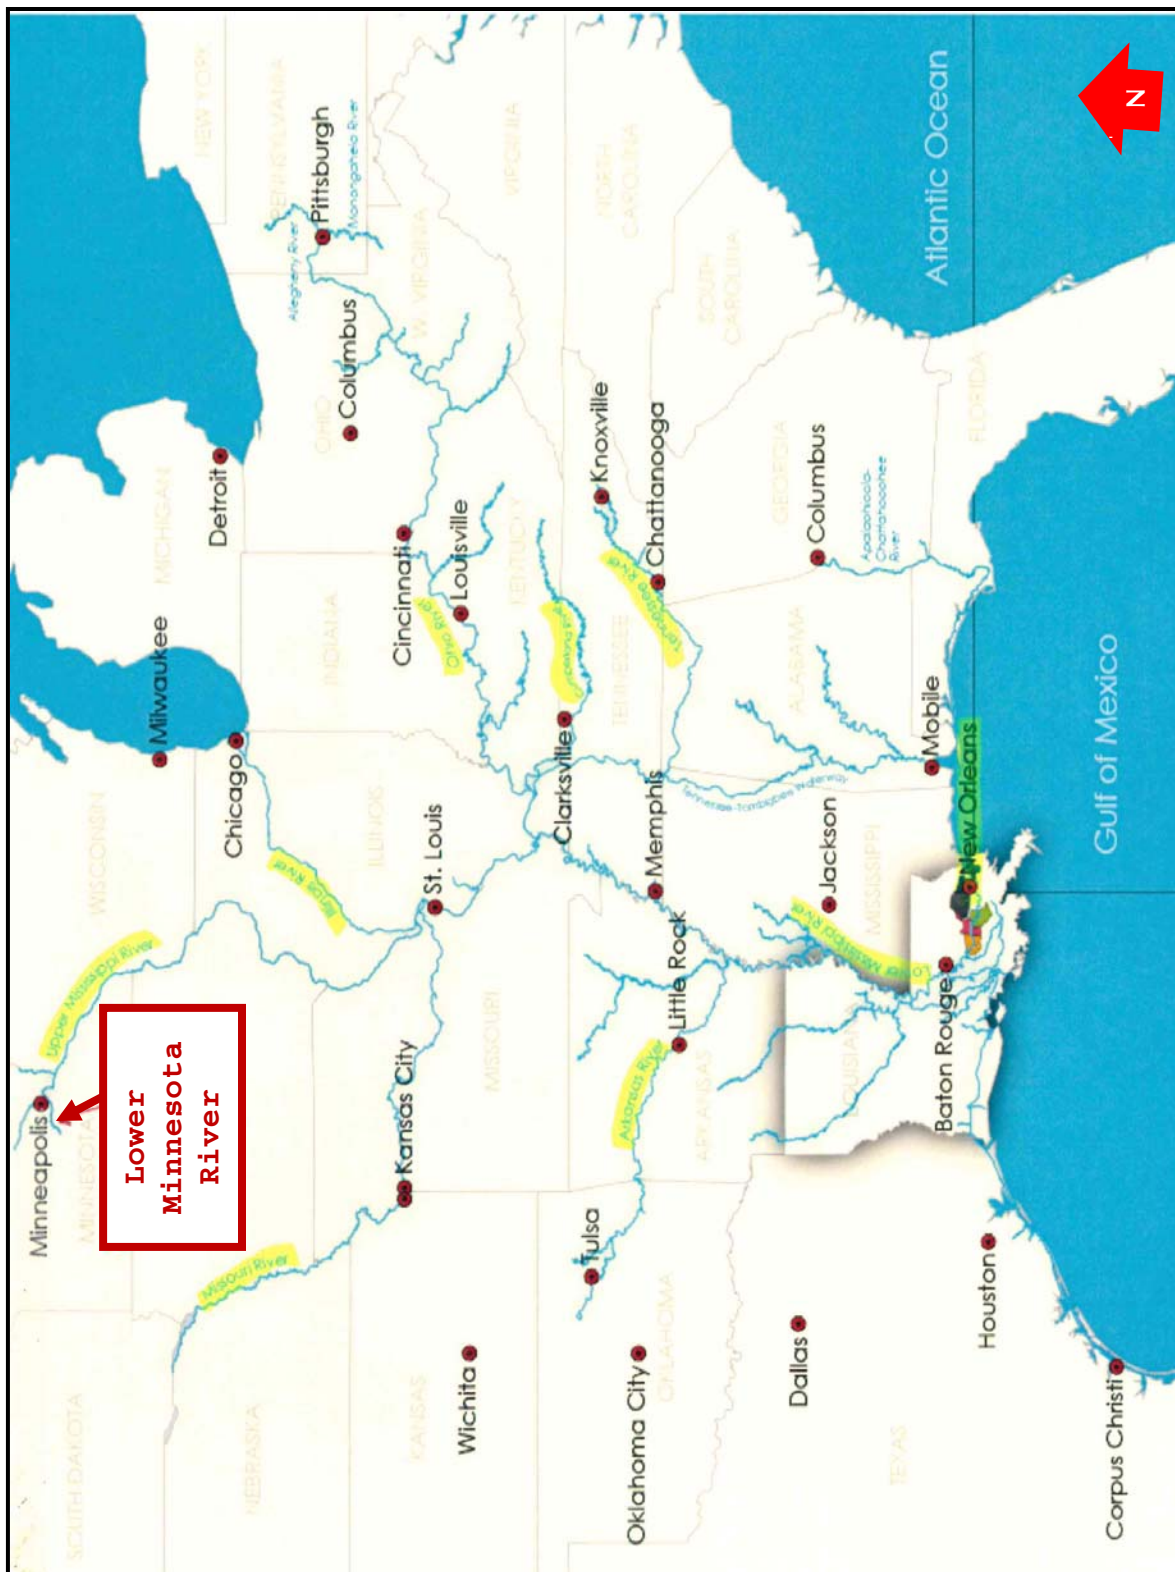 NEW YORK
PENNSYLVANIA
Pittsburgh
Monongahela River
Allegheny River
VIRGINIA
W. VIRGINIA
NORTH
CAROLINA
SOUTH
CAROLINA
Atlantic Ocean
N
Columbus
OHIO
Detroit
MICHIGAN
Cincinnati
Louisville
Ohio River
KENTUCKY
Cumberland River
Knoxville
Chattanooga
Tennessee River
TENNESSEE
GEORGIA
Columbus
Apalachicola-
Chattahoochee
River
FLORIDA
Milwaukee
Chicago
INDIANA
Clarksville
ALABAMA
Mobile
Tennessee-Tombigbee Waterway
New Orleans
Gulf of Mexico
WISCONSIN
ILLINOIS
Illinois River
St. Louis
Memphis
Jackson
MISSISSIPPI
Lower Mississippi River
Upper Mississippi River
Minneapolis
MINNESOTA
Lower
Minnesota
River
MISSOURI
Kansas City
Missouri River
Little Rock
Arkansas River
ARKANSAS
LOUISIANA
Baton Rouge
Tulsa
OKLAHOMA
Oklahoma City
Wichita
KANSAS
NEBRASKA
SOUTH DAKOTA
Dallas
Houston
TEXAS
Corpus Christi